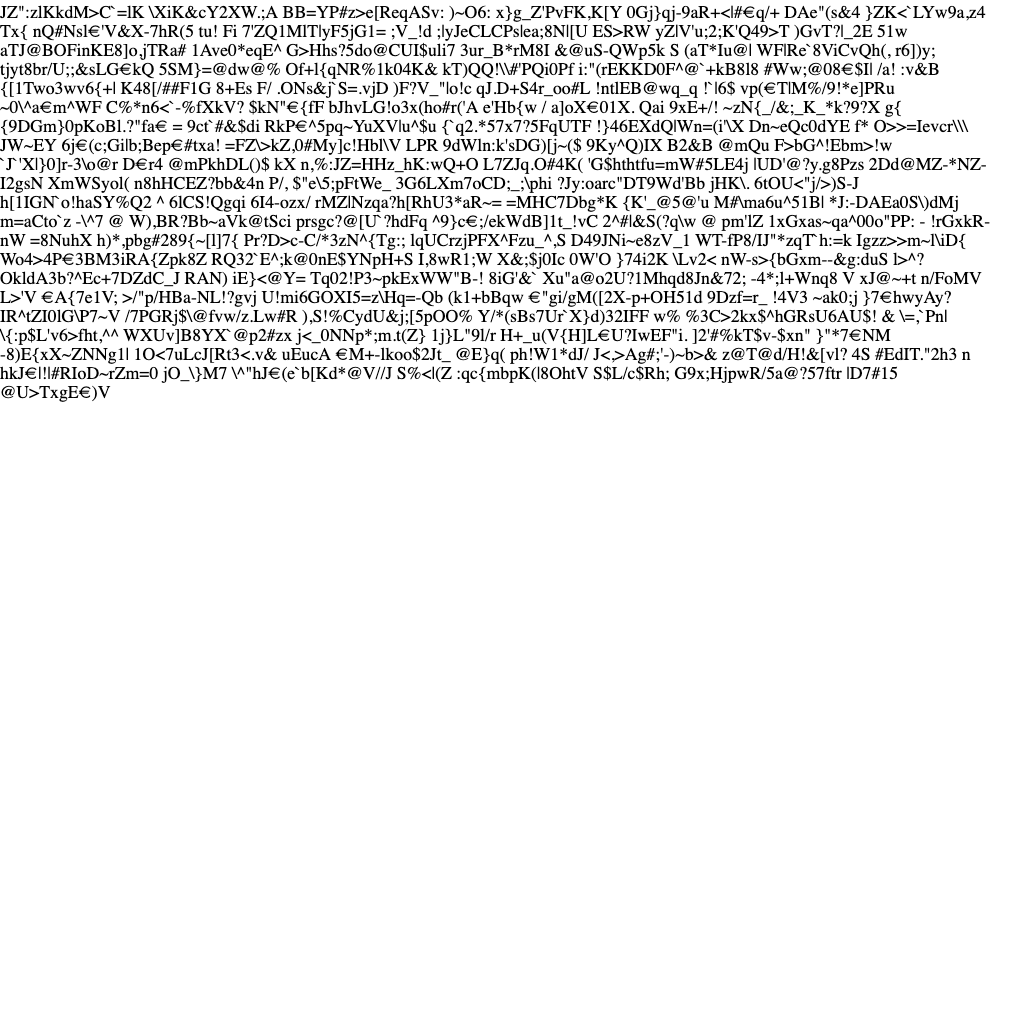 JZ":zlKkdM>C`=lK \XiK&cY2XW.;A BB=YP#z>e[ReqASv: )~O6: x}g_Z'PvFK,K[Y 0Gj}qj-9aR+<|#€q/+ DAe"(s&4 }ZK<`LYw9a,z4
Tx{ nQ#Nsl€'V&X-7hR(5 tu! Fi 7'ZQ1MlT|yF5jG1= ;V_!d ;|yJeCLCPs|ea;8N|[U ES>RW yZ|V'u;2;K'Q49>T )GvT?|_2E 51w
aTJ@BOFinKE8]o,jTRa# 1Ave0*eqE^ G>Hhs?5do@CUI$uli7 3ur_B*rM8I &@uS-QWp5k S (aT*Iu@| WF|Re`8ViCvQh(, r6])y;
tjyt8br/U;;&sLG€kQ 5SM}=@dw@% Of+l{qNR%1k04K& kT)QQ!\\#'PQi0Pf i:"(rEKKD0F^@`+kB8l8 #Ww;@08€$Il /a! :v&B
{[1Two3wv6{+| K48[/##F1G 8+Es F/ .ONs&j`S=.vjD )F?V_"|o!c qJ.D+S4r_oo#L !ntlEB@wq_q !`|6$ vp(€T|M%/9!*e]PRu
~0\^a€m^WF C%*n6<`-%fXkV? $kN"€{fF bJhvLG!o3x(ho#r('A e'Hb{w / a]oX€01X. Qai 9xE+/! ~zN{_/&;_K_*k?9?X g{
{9DGm}0pKoBl.?"fa€ = 9ct`#&$di RkP€^5pq~YuXV|u^$u {`q2.*57x7?5FqUTF !}46EXdQ|Wn=(i'\X Dn~eQc0dYE f* O>>=Ievcr\\\
JW~EY 6j€(c;Gi|b;Bep€#txa! =FZ\>kZ,0#My]c!Hbl\V LPR 9dWln:k'sDG)[j~($ 9Ky^Q)IX B2&B @mQu F>bG^!Ebm>!w
`J`'X|}0]r-3\o@r D€r4 @mPkhDL()$ kX n,%:JZ=HHz_hK:wQ+O L7ZJq.O#4K( 'G$hthtfu=mW#5LE4j |UD'@?y.g8Pzs 2Dd@MZ-*NZ-
I2gsN XmWSyol( n8hHCEZ?bb&4n P/, $"e\5;pFtWe_ 3G6LXm7oCD;_;\phi ?Jy:oarc"DT9Wd'Bb jHK\. 6tOU<"j/>)S-J
h[1IGN`o!haSY%Q2 ^ 6lCS!Qgqi 6I4-ozx/ rMZ|Nzqa?h[RhU3*aR~= =MHC7Dbg*K {K'_@5@'u M#\ma6u^51B| *J:-DAEa0S\)dMj
m=aCto`z -\^7 @ W),BR?Bb~aVk@tSci prsgc?@[U`?hdFq ^9}c€;/ekWdB]1t_!vC 2^#|&S(?q\w @ pm'lZ 1xGxas~qa^00o"PP: - !rGxkR-
nW =8NuhX h)*,pbg#289{~[l]7{ Pr?D>c-C/*3zN^{Tg:; lqUCrzjPFX^Fzu_^,S D49JNi~e8zV_1 WT-fP8/IJ"*zqT`h:=k Igzz>>m~l\iD{
Wo4>4P€3BM3iRA{Zpk8Z RQ32`E^;k@0nE$YNpH+S I,8wR1;W X&;$j0Ic 0W'O }74i2K \Lv2< nW-s>{bGxm--&g:duS l>^?
OkldA3b?^Ec+7DZdC_J RAN) iE}<@Y= Tq02!P3~pkExWW"B-! 8iG'&` Xu"a@o2U?1Mhqd8Jn&72; -4*;l+Wnq8 V xJ@~+t n/FoMV
L>'V €A{7e1V; >/"p/HBa-NL!?gvj U!mi6GOXI5=z\Hq=-Qb (k1+bBqw €"gi/gM([2X-p+OH51d 9Dzf=r_ !4V3 ~ak0;j }7€hwyAy?
IR^tZI0lG\P7~V /7PGRj$\@fvw/z.Lw#R ),S!%CydU&j;[5pOO% Y/*(sBs7Ur`X}d)32IFF w% %3C>2kx$^hGRsU6AU$! & \=,`Pn|
\{:p$L'v6>fht,^^ WXUv]B8YX`@p2#zx j<_0NNp*;m.t(Z} 1j}L"9l/r H+_u(V{H]L€U?IwEF"i. ]2'#%kT$v-$xn" }"*7€NM
-8)E{xX~ZNNg1| 1O<7uLcJ[Rt3<.v& uEucA €M+-lkoo$2Jt_ @E}q( ph!W1*dJ/ J<,>Ag#;'-)~b>& z@T@d/H!&[vl? 4S #EdIT."2h3 n
hkJ€|!|#RIoD~rZm=0 jO_\}M7 \^"hJ€(e`b[Kd*@V//J S%<|(Z :qc{mbpK(|8OhtV S$L/c$Rh; G9x;HjpwR/5a@?57ftr |D7#15
@U>TxgE€)V